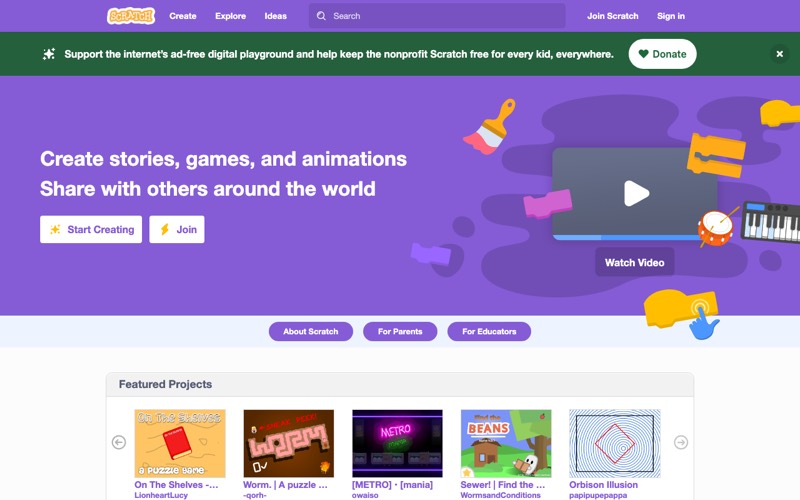 SCRATCH
Create
Explore
Ideas
Search
Join Scratch
Sign in
Support the internet's ad-free digital playground and help keep the nonprofit Scratch free for every kid, everywhere.
Donate
Create stories, games, and animations
Share with others around the world
Start Creating
Join
Watch Video
About Scratch
For Parents
For Educators
Featured Projects
ON THE SHELVES
A PUZZLE GAME
WORM
METRO
Find the
BEANS
On The Shelves -...
Worm. | A puzzle ...
[METRO] · [mania]
Sewer! | Find the ...
Orbison Illusion
LionheartLucy
-qorh-
owaiso
WormsandConditions
papipupepappa